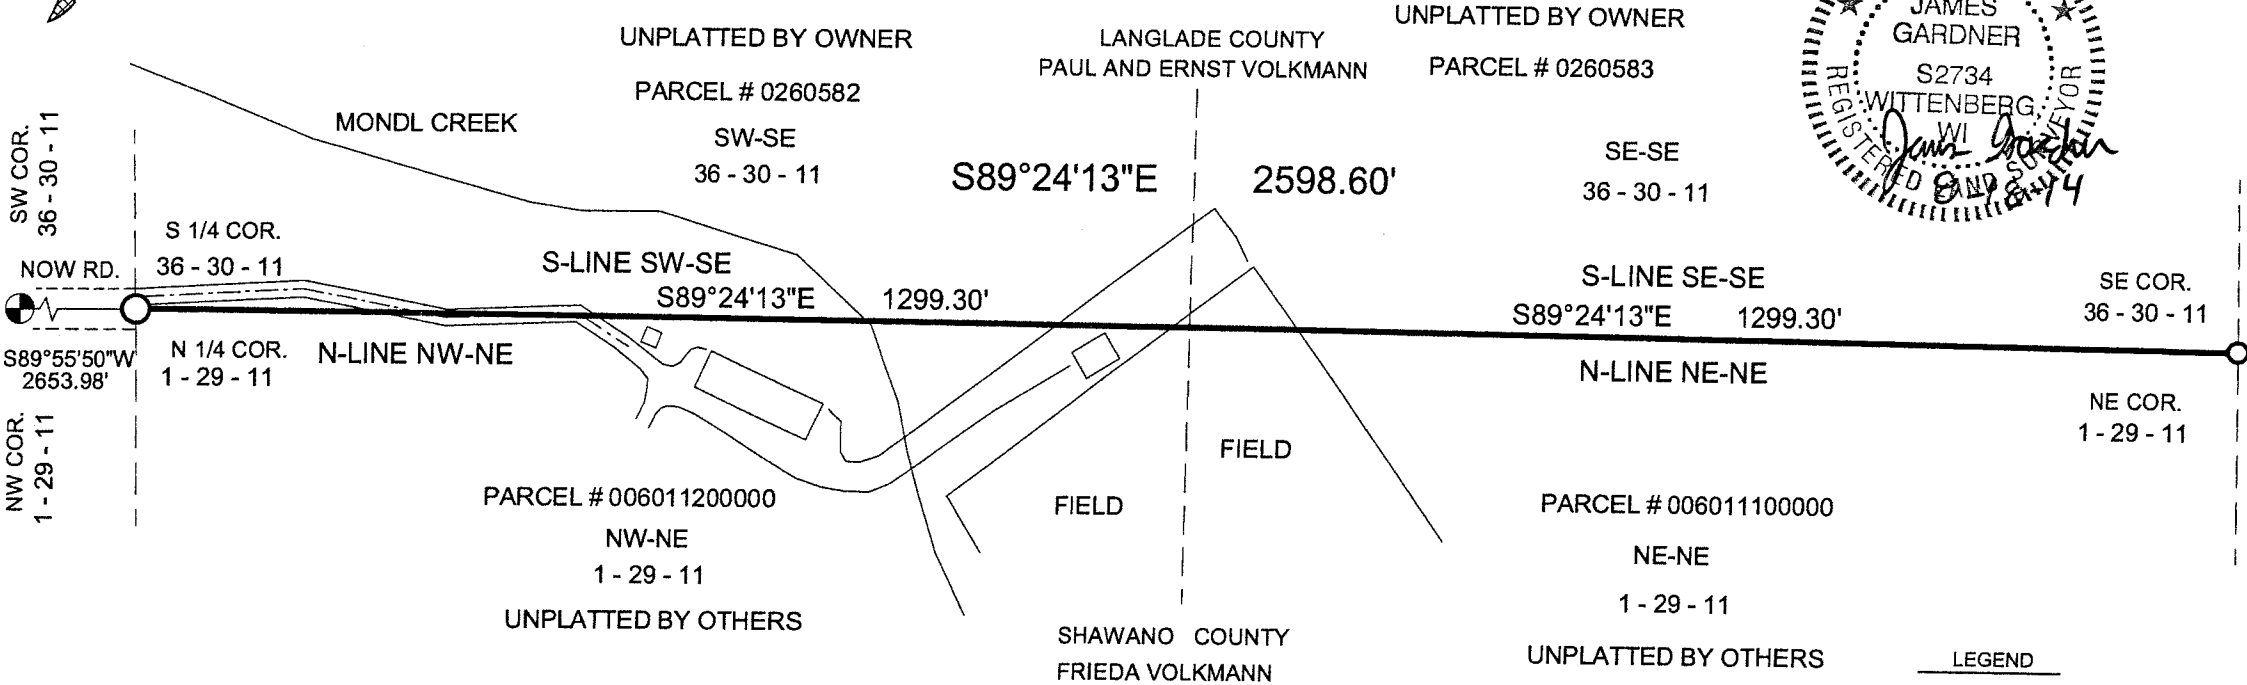 UNPLATTED BY OWNER
PARCEL # 0260582
SW-SE
36 - 30 - 11
LANGLADE COUNTY
PAUL AND ERNST VOLKMANN
UNPLATTED BY OWNER
PARCEL # 0260583
SE-SE
36 - 30 - 11
JAMES
GARDNER
S2734
WITTENBERG
WI
REGISTERED LAND SURVEYOR
MONDL CREEK
S89°24'13"E 2598.60'
SW COR.
36 - 30 - 11
S 1/4 COR.
36 - 30 - 11
NOW RD.
S-LINE SW-SE
S89°24'13"E 1299.30'
S-LINE SE-SE
S89°24'13"E 1299.30'
SE COR.
36 - 30 - 11
S89°55'50"W
2653.98'
N 1/4 COR.
1 - 29 - 11
N-LINE NW-NE
N-LINE NE-NE
NE COR.
1 - 29 - 11
NW COR.
1 - 29 - 11
FIELD
FIELD
PARCEL # 006011200000
NW-NE
1 - 29 - 11
UNPLATTED BY OTHERS
PARCEL # 006011100000
NE-NE
1 - 29 - 11
UNPLATTED BY OTHERS
SHAWANO COUNTY
FRIEDA VOLKMANN
LEGEND